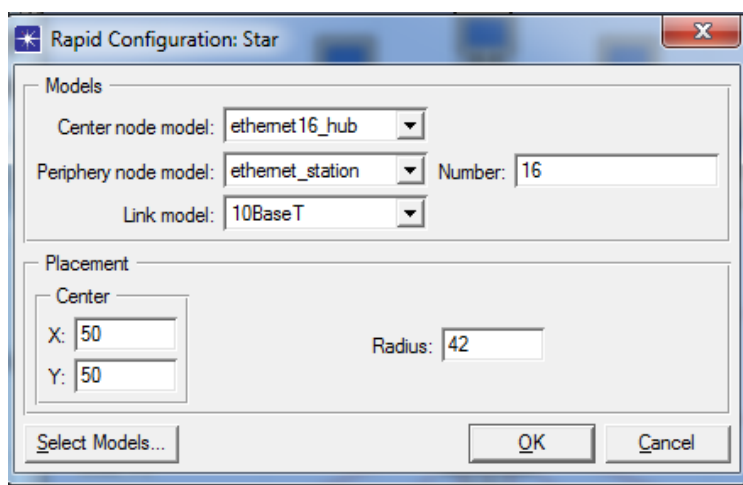 Rapid Configuration: Star
Models
Center node model: ethernet16_hub
Periphery node model: ethernet_station Number: 16
Link model: 10BaseT
Placement
Center
X: 50
Radius: 42
Y: 50
Select Models... OK Cancel